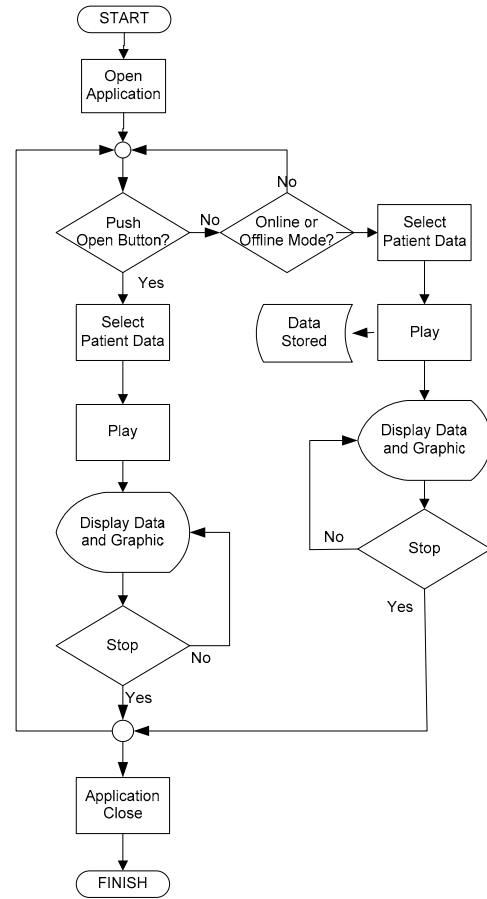 START
Open
Application
No
Push
Open Button?
No
Online or
Offline Mode?
Select
Patient Data
Yes
Select
Patient Data
Data
Stored
Play
Play
Display Data
and Graphic
Display Data
and Graphic
No
Stop
Yes
Stop
No
Yes
Application
Close
FINISH